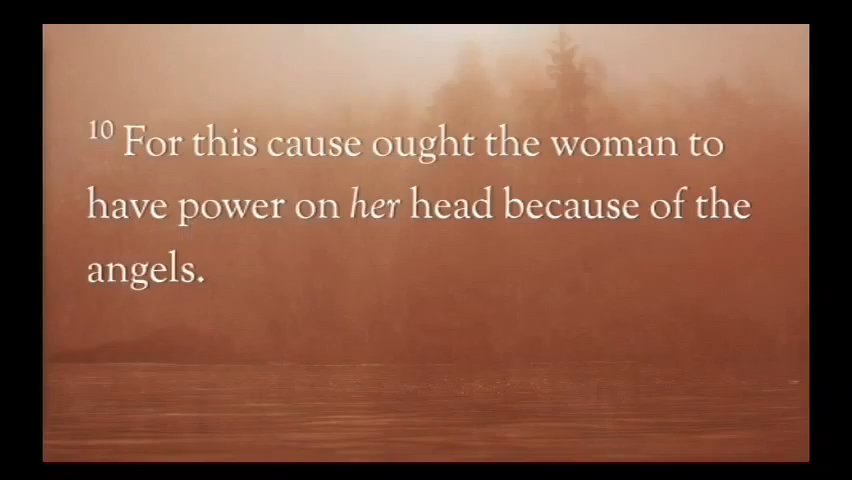 10 For this cause ought the woman to
have power on her head because of the
angels.